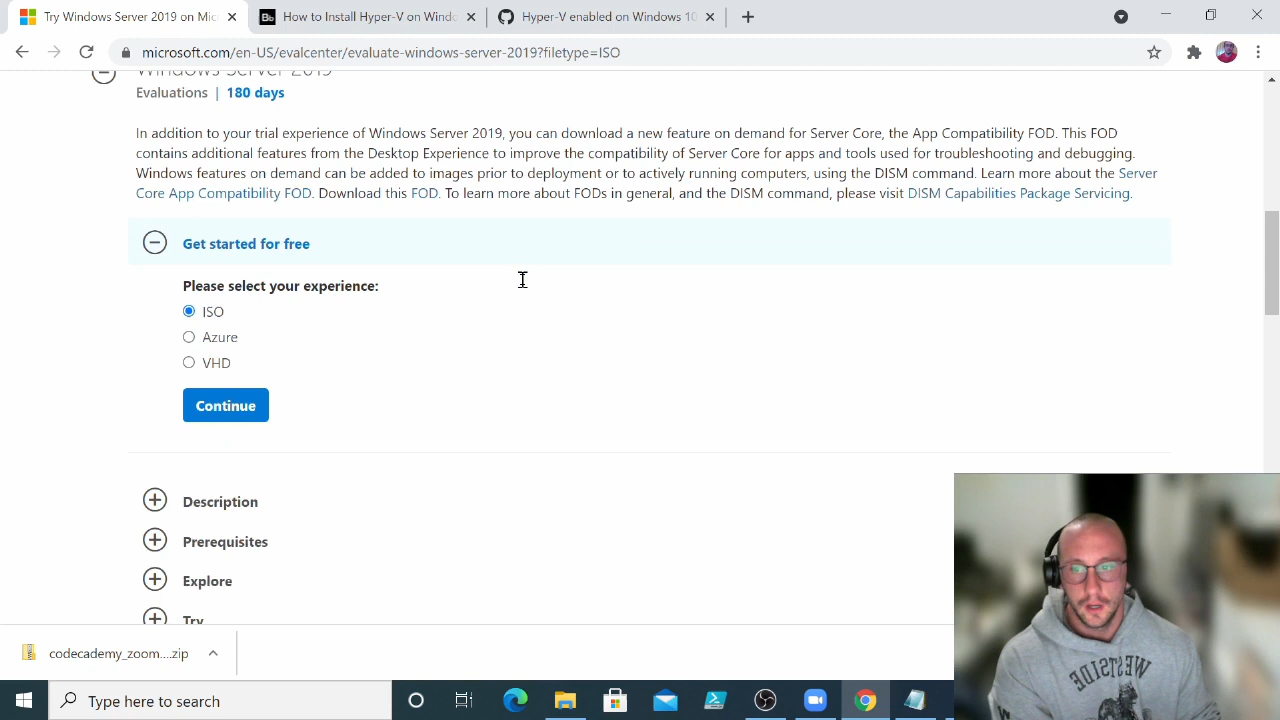 Try Windows Server 2019 on Mic
How to Install Hyper-V on Windo
Hyper-V enabled on Windows 10
microsoft.com/en-US/evalcenter/evaluate-windows-server-2019?filetype=ISO
Windows Server 2019
Evaluations | 180 days
In addition to your trial experience of Windows Server 2019, you can download a new feature on demand for Server Core, the App Compatibility FOD. This FOD
contains additional features from the Desktop Experience to improve the compatibility of Server Core for apps and tools used for troubleshooting and debugging.
Windows features on demand can be added to images prior to deployment or to actively running computers, using the DISM command. Learn more about the Server
Core App Compatibility FOD. Download this FOD. To learn more about FODs in general, and the DISM command, please visit DISM Capabilities Package Servicing.
Get started for free
Please select your experience:
ISO
Azure
VHD
Continue
Description
Prerequisites
Explore
Try
codecademy_zoom....zip
WESTSIDE
Type here to search